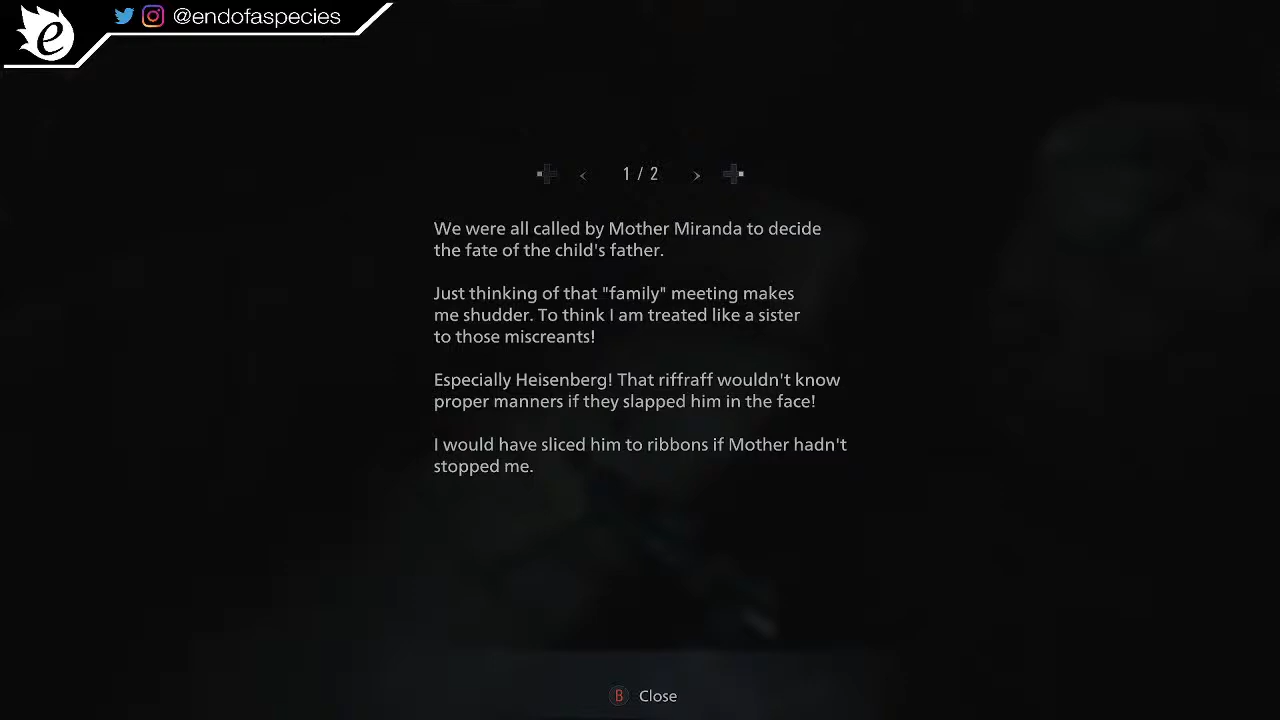 @endofaspecies
e
< 1 / 2 >
We were all called by Mother Miranda to decide
the fate of the child's father.
Just thinking of that "family" meeting makes
me shudder. To think I am treated like a sister
to those miscreants!
Especially Heisenberg! That riffraff wouldn't know
proper manners if they slapped him in the face!
I would have sliced him to ribbons if Mother hadn't
stopped me.
B Close